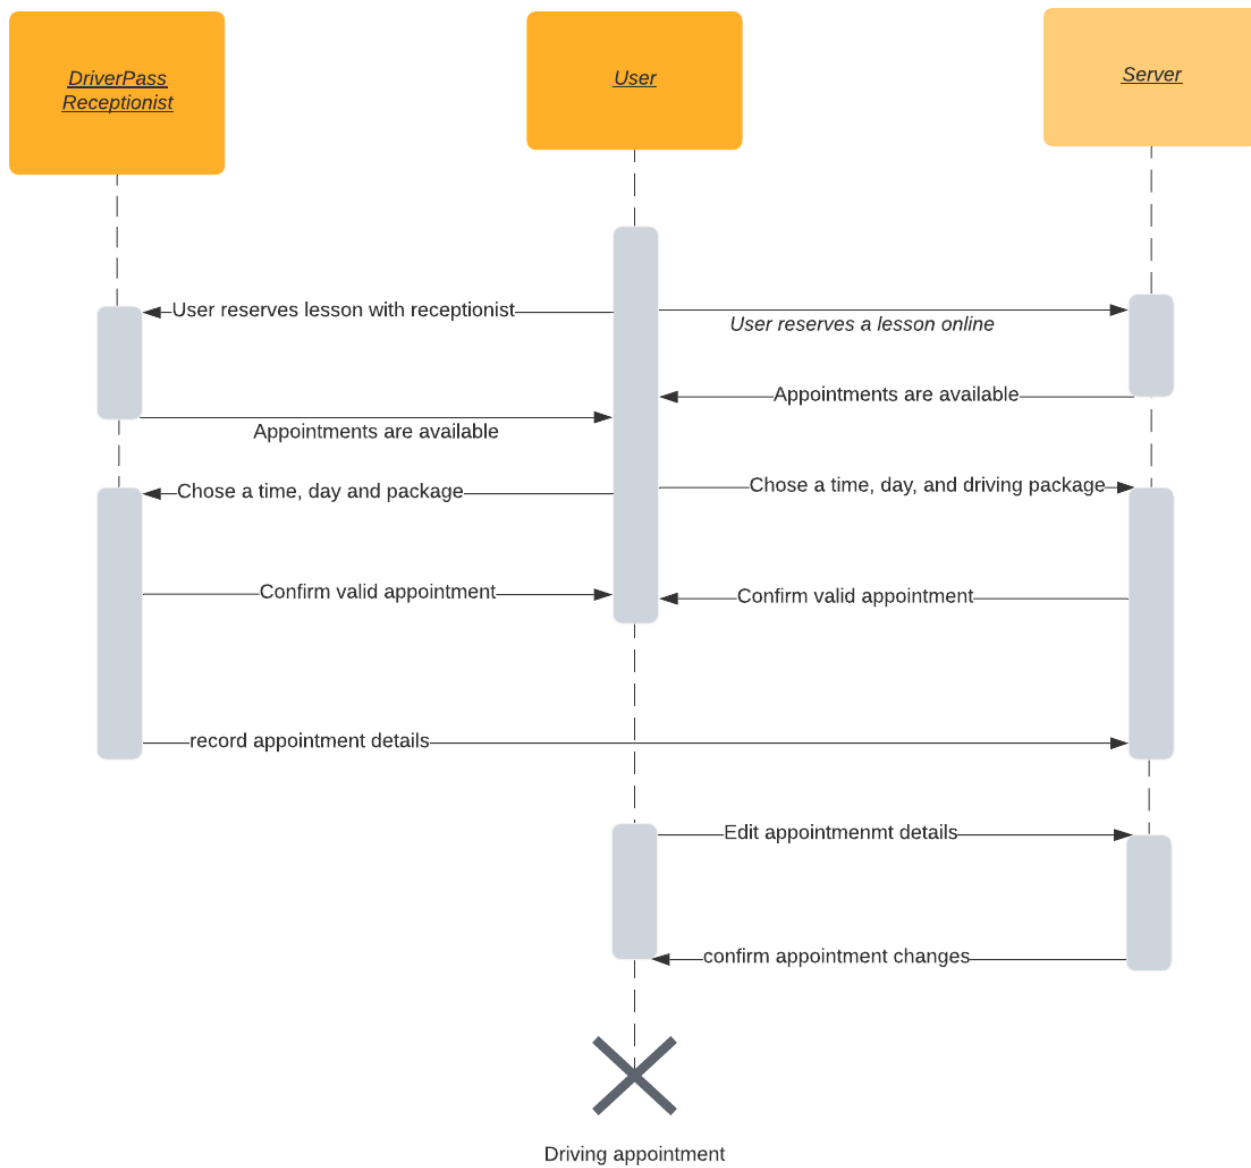 DriverPass
Receptionist
User
Server
User reserves lesson with receptionist
User reserves a lesson online
Appointments are available
Appointments are available
Chose a time, day and package
Chose a time, day, and driving package
Confirm valid appointment
Confirm valid appointment
record appointment details
Edit appointmenmt details
confirm appointment changes
Driving appointment